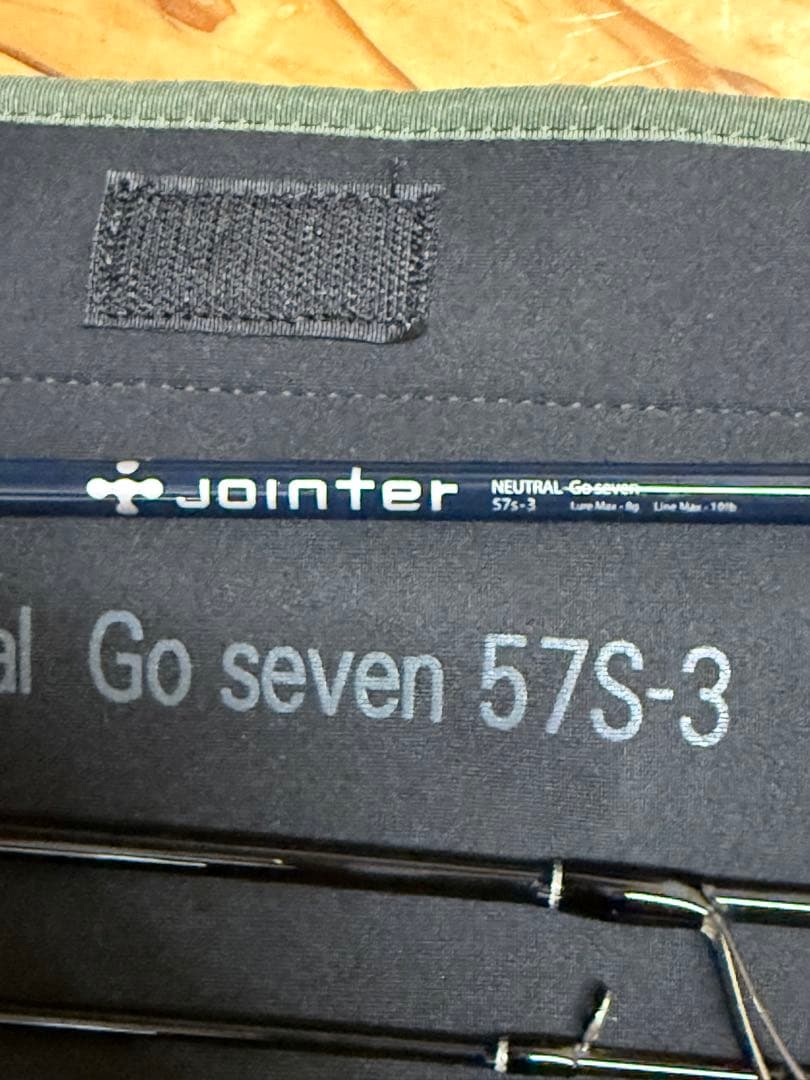 Jointer NEUTRAL Go seven
57s-3 Lure Max - 8g Line Max - 10lb
al Go seven 57S-3